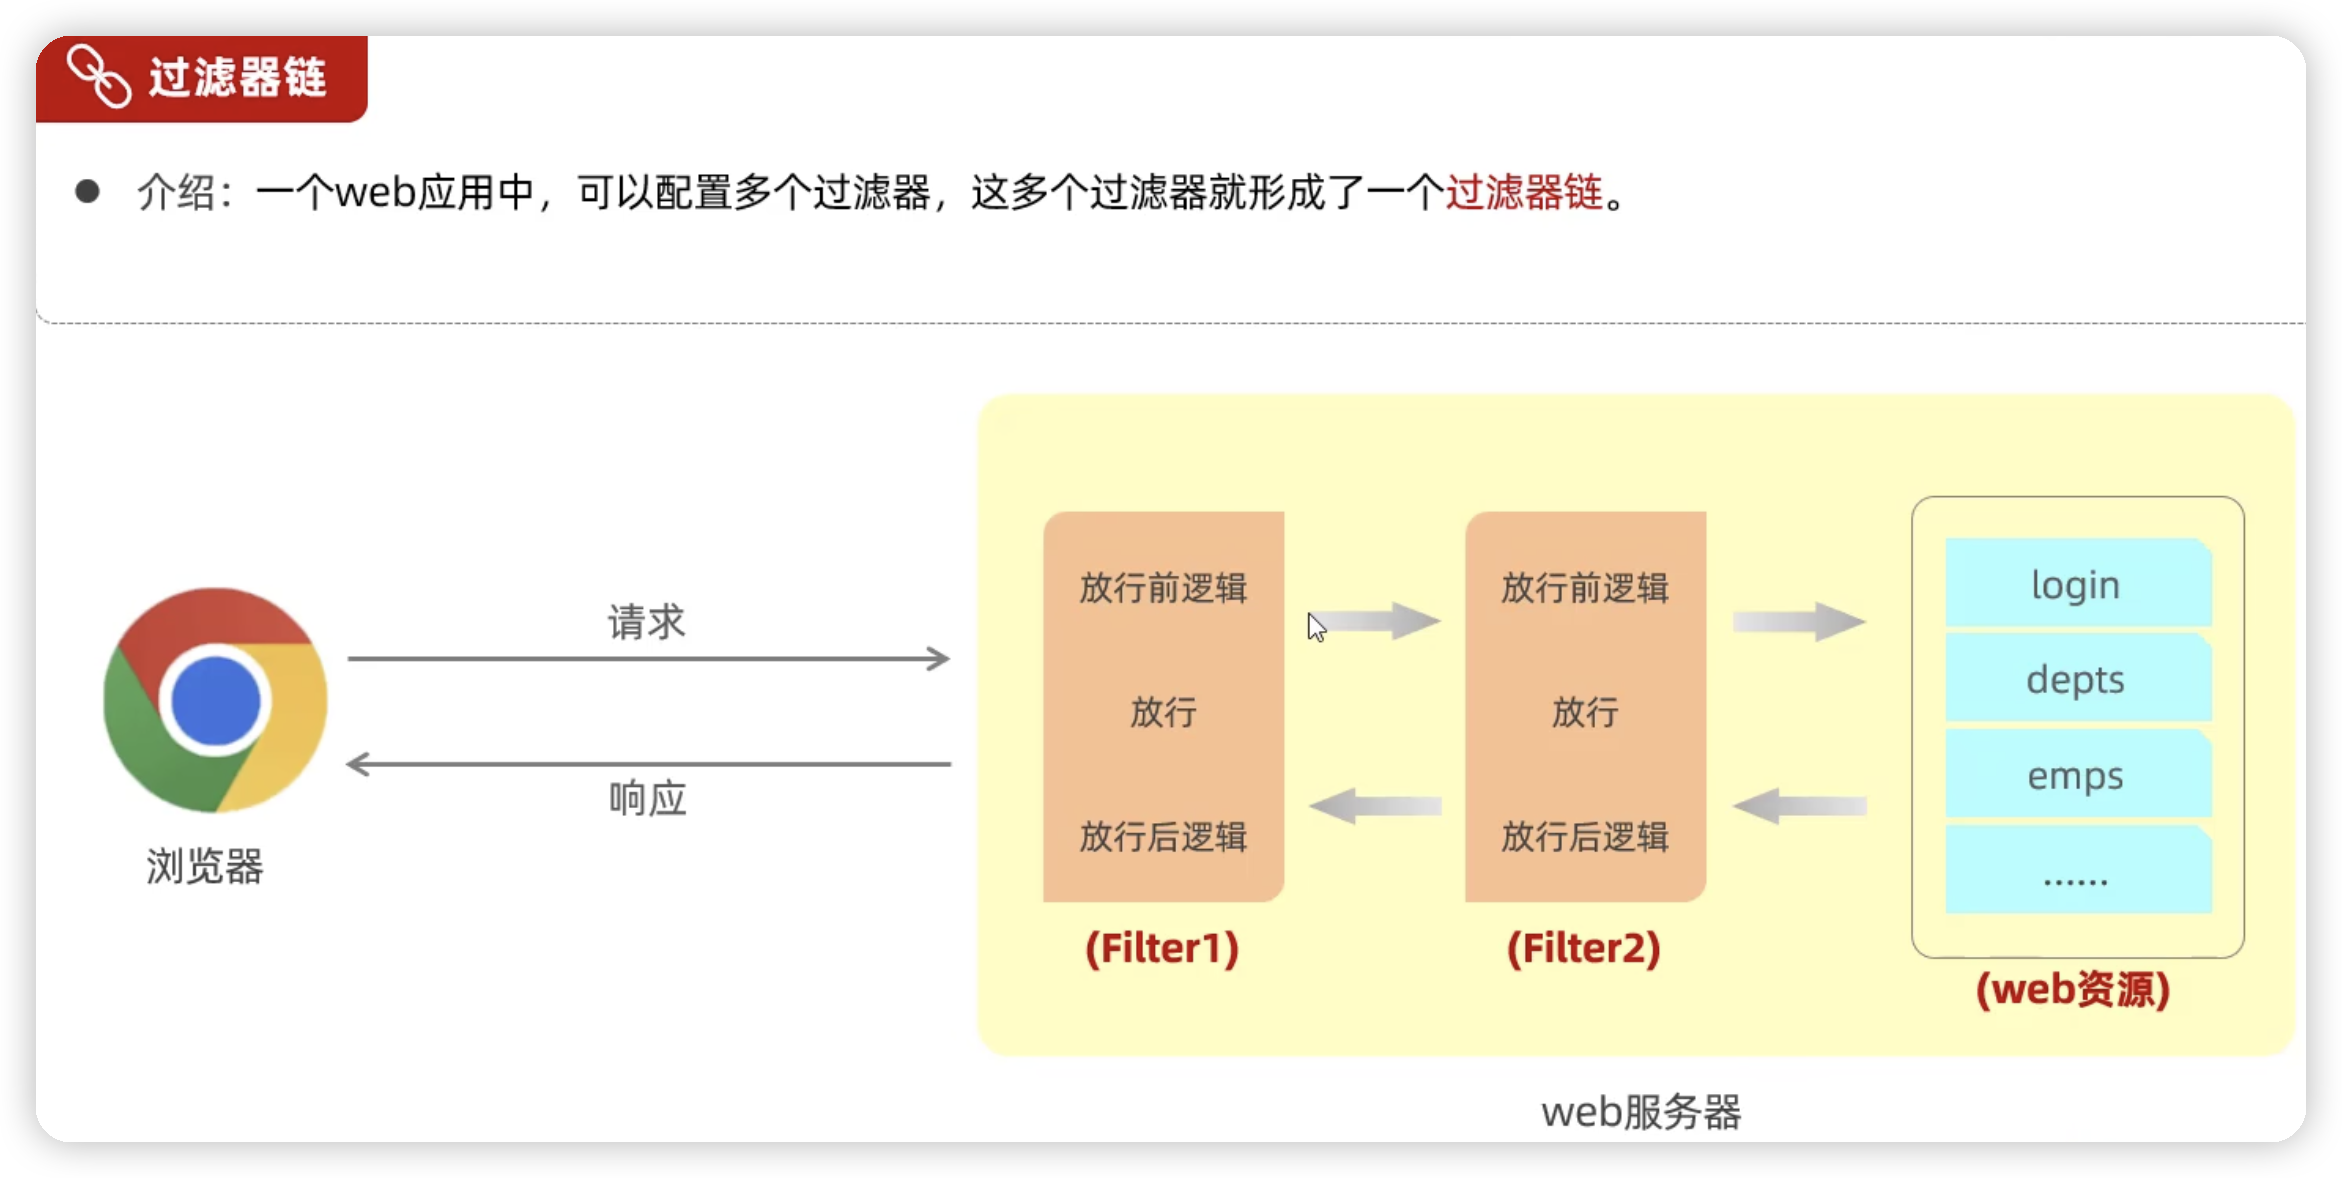 过滤器链
介绍：一个web应用中，可以配置多个过滤器，这多个过滤器就形成了一个过滤器链。
请求
响应
浏览器
放行前逻辑
放行
放行后逻辑
(Filter1)
放行前逻辑
放行
放行后逻辑
(Filter2)
login
depts
emps
......
(web资源)
web服务器